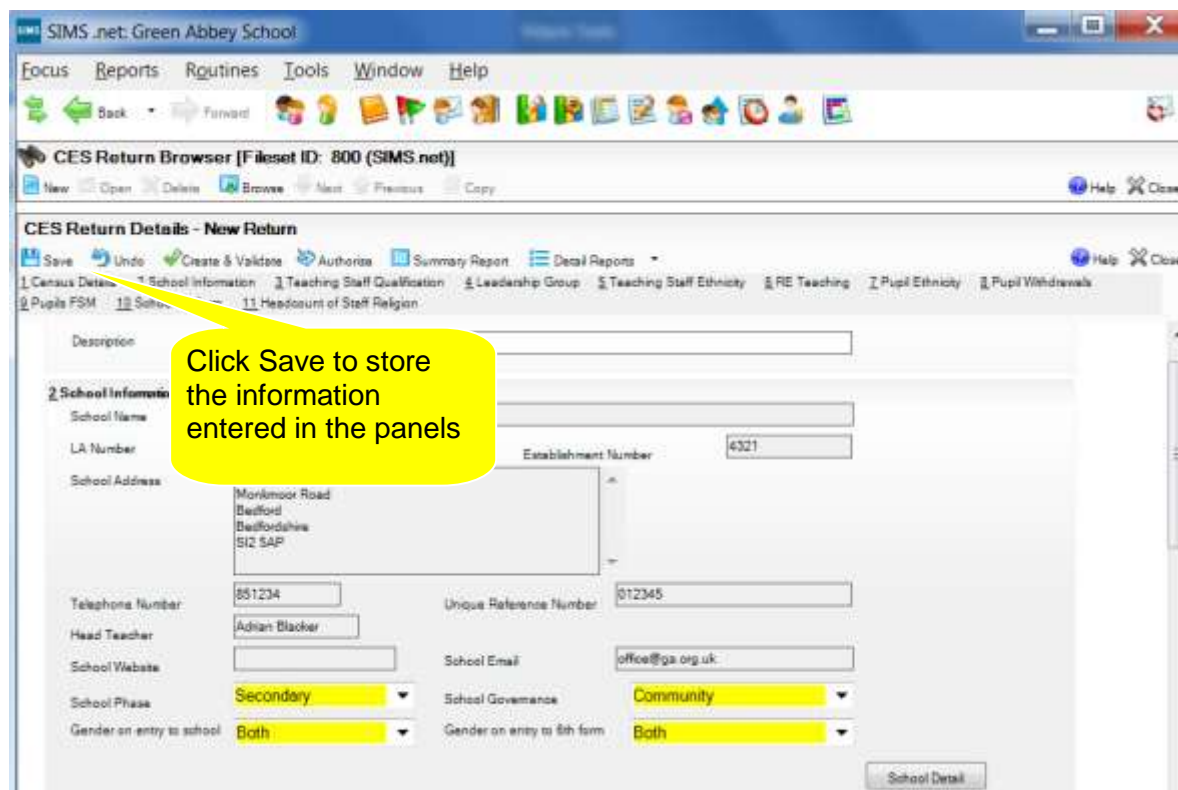 SIMS .net: Green Abbey School
Focus Reports Routines Tools Window Help
Back Forward
CES Return Browser [Fileset ID: 800 (SIMS.net)]
New Open Delete Browse Next Previous Copy Help Close
CES Return Details - New Return
Save Undo Create & Validate Authorise Summary Report Detail Reports Help Close
1 Census Details School Information 3 Teaching Staff Qualification 4 Leadership Group 5 Teaching Staff Ethnicity 6 RE Teaching 7 Pupil Ethnicity 8 Pupil Withdrawals
9 Pupils FSM 10 11 Headcount of Staff Religion
Description
Click Save to store
the information
entered in the panels
2 School Information
School Name
LA Number Establishment Number 4321
School Address
Monkmoor Road
Bedford
Bedfordshire
SI2 SAP
Telephone Number 851234 Unique Reference Number 012345
Head Teacher Adrian Blacker
School Website School Email office@ga.org.uk
School Phase Secondary School Governance Community
Gender on entry to school Both Gender on entry to 6th form Both
School Detail